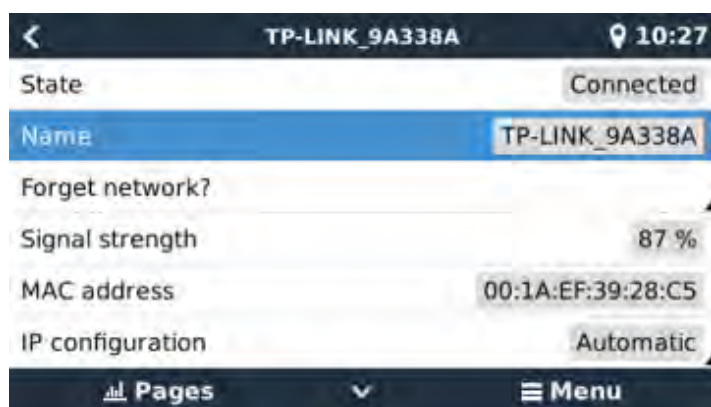 TP-LINK_9A338A 10:27
State Connected
Name TP-LINK_9A338A
Forget network?
Signal strength 87 %
MAC address 00:1A:EF:39:28:C5
IP configuration Automatic
Pages Menu